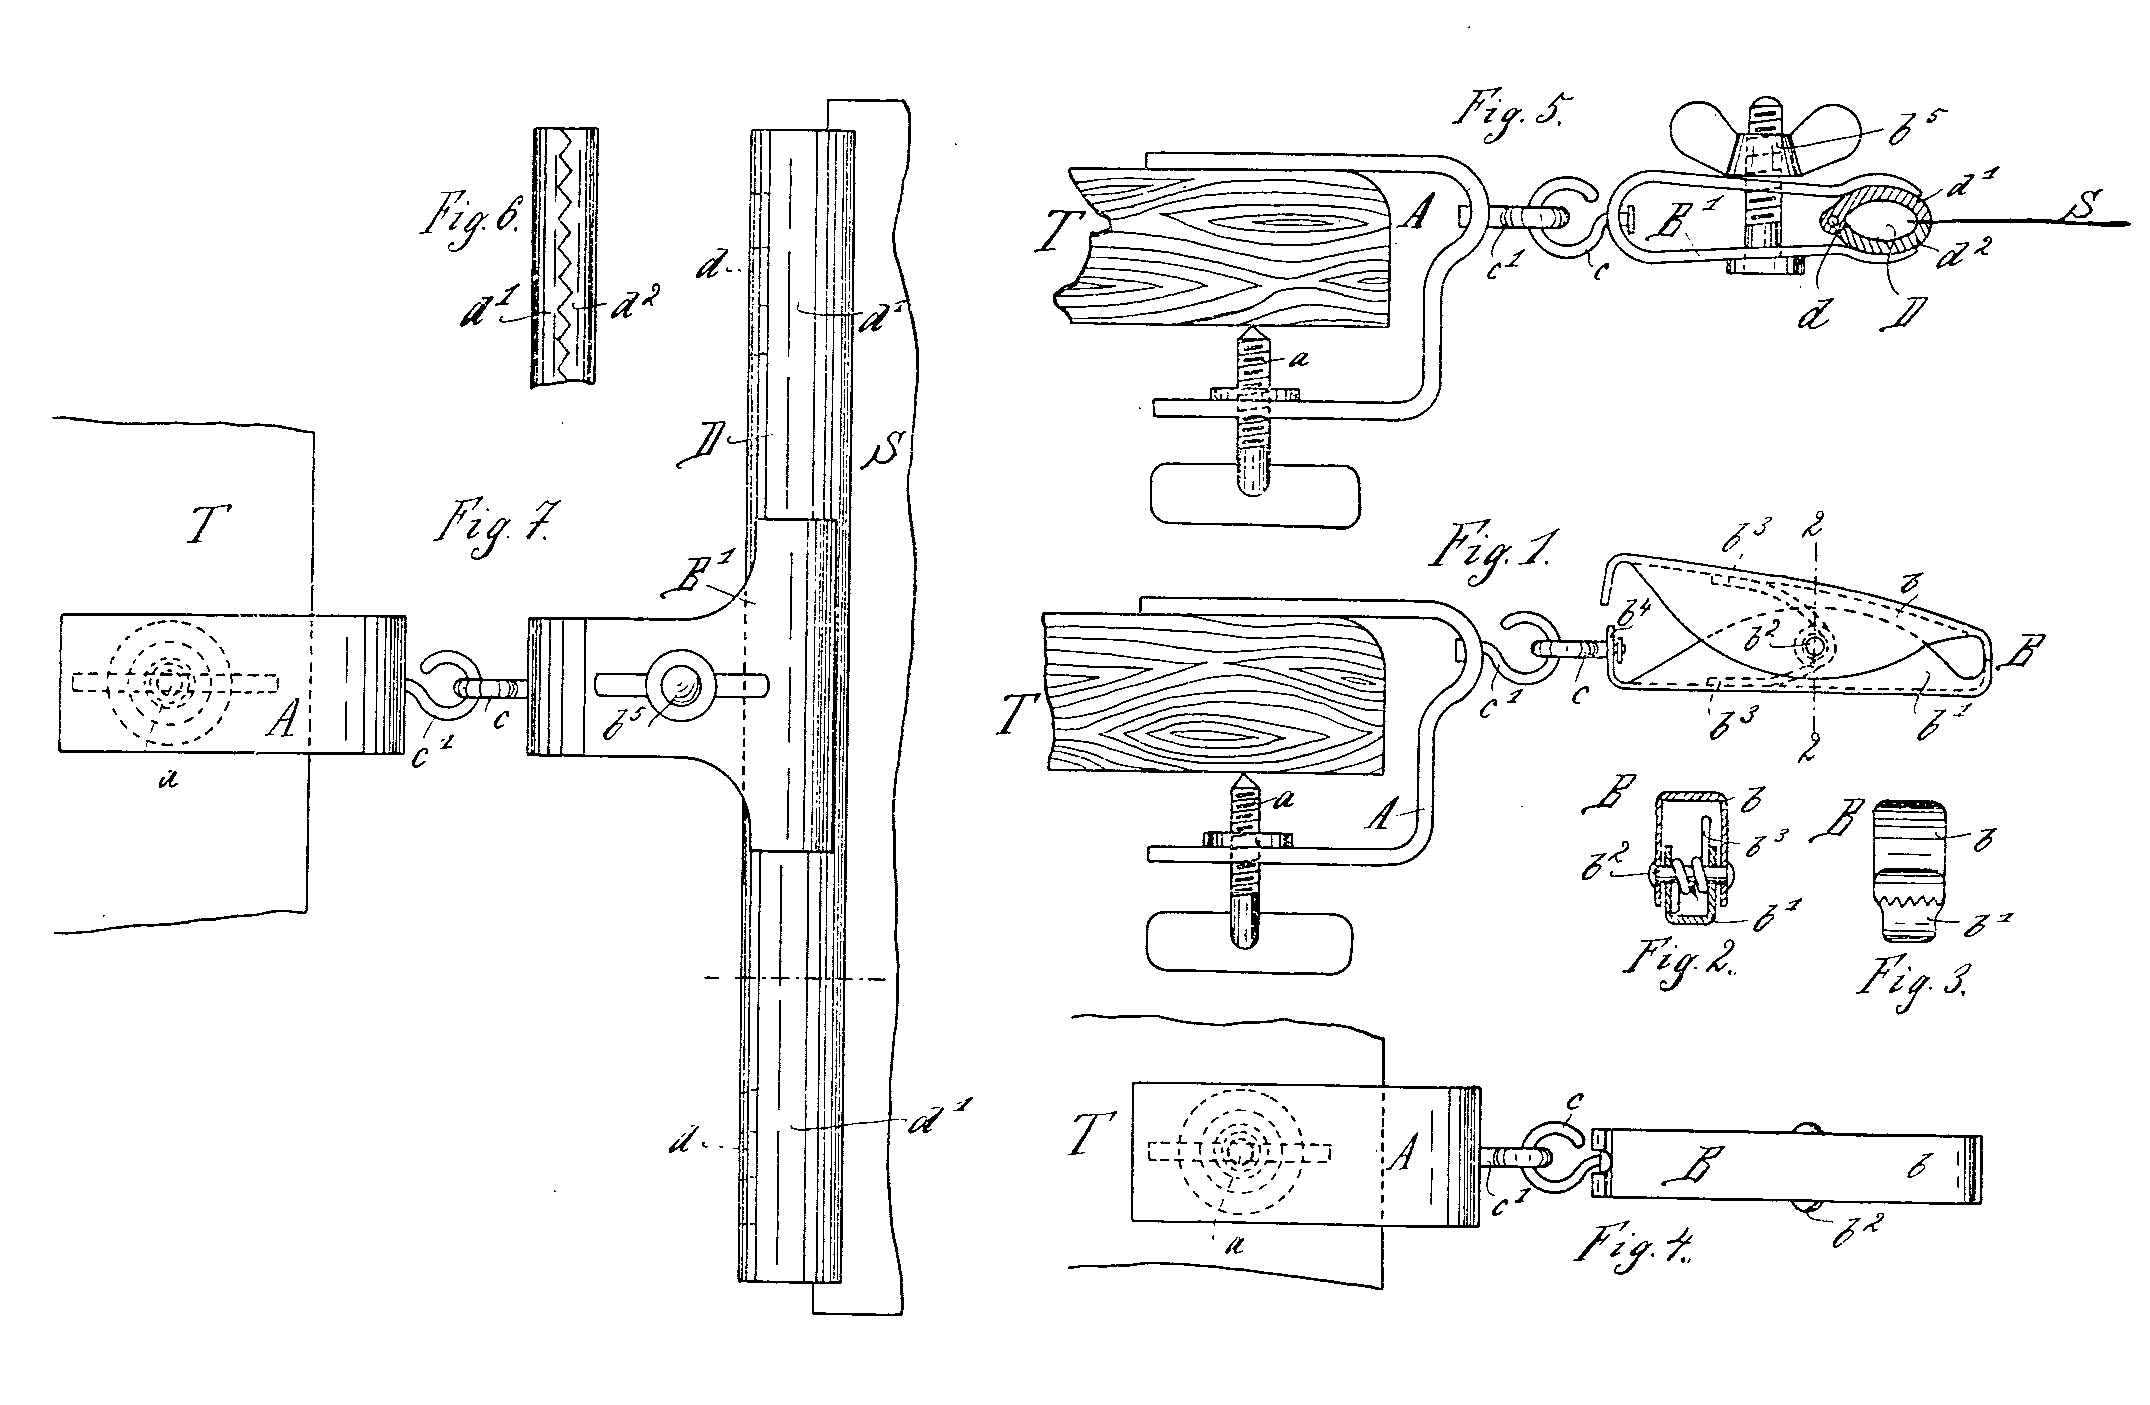 Fig. 6.
d¹
d²
Fig. 7.
T
A
a
c¹
c
B¹
b⁵
D
d
d¹
S
d
d¹
Fig. 5.
T
A
a
c¹
c
B¹
b⁵
d¹
S
d²
d
D
Fig. 1.
T
A
a
c¹
c
b⁴
b³
2
b
b²
B
b³
b¹
2
B
b
b³
b²
b¹
Fig. 2.
B
b
b¹
Fig. 3.
T
A
a
c
c¹
B
b
b²
Fig. 4.